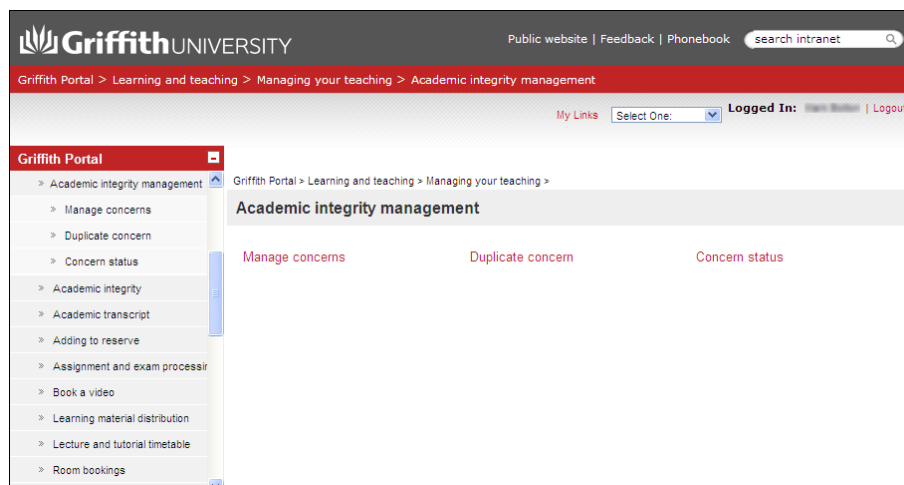 Griffith UNIVERSITY
Public website | Feedback | Phonebook search intranet
Griffith Portal > Learning and teaching > Managing your teaching > Academic integrity management
My Links Select One: Logged In: | Logou
Griffith Portal
» Academic integrity management
» Manage concerns
» Duplicate concern
» Concern status
» Academic integrity
» Academic transcript
» Adding to reserve
» Assignment and exam processir
» Book a video
» Learning material distribution
» Lecture and tutorial timetable
» Room bookings
Griffith Portal > Learning and teaching > Managing your teaching >
Academic integrity management
Manage concerns Duplicate concern Concern status